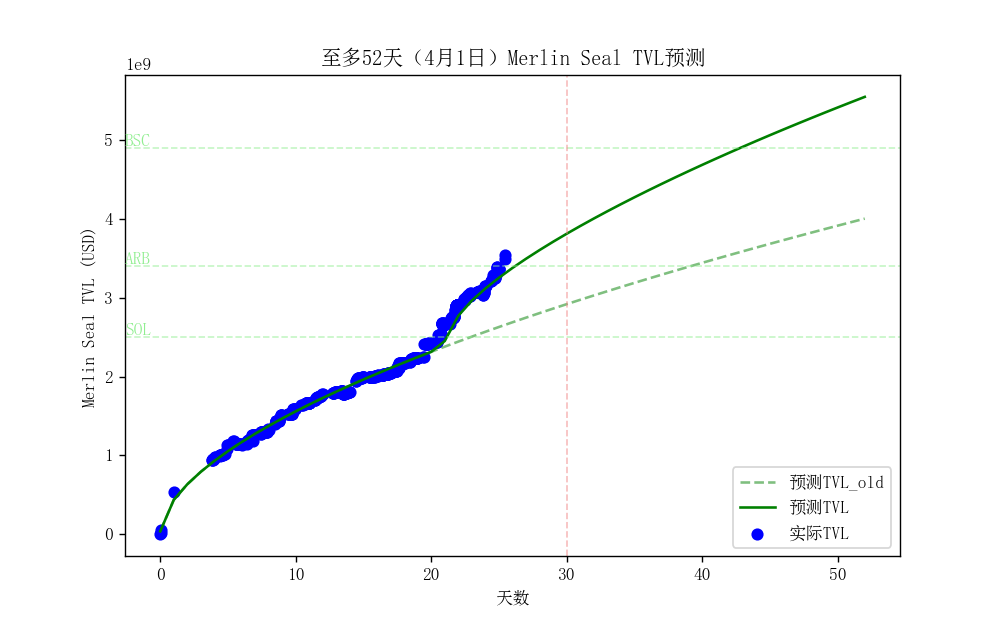 至多52天（4月1日）Merlin Seal TVL预测
1e9
5
4
3
2
1
0
BSC
ARB
SOL
Merlin Seal TVL (USD)
预测TVL_old
预测TVL
实际TVL
0 10 20 30 40 50
天数